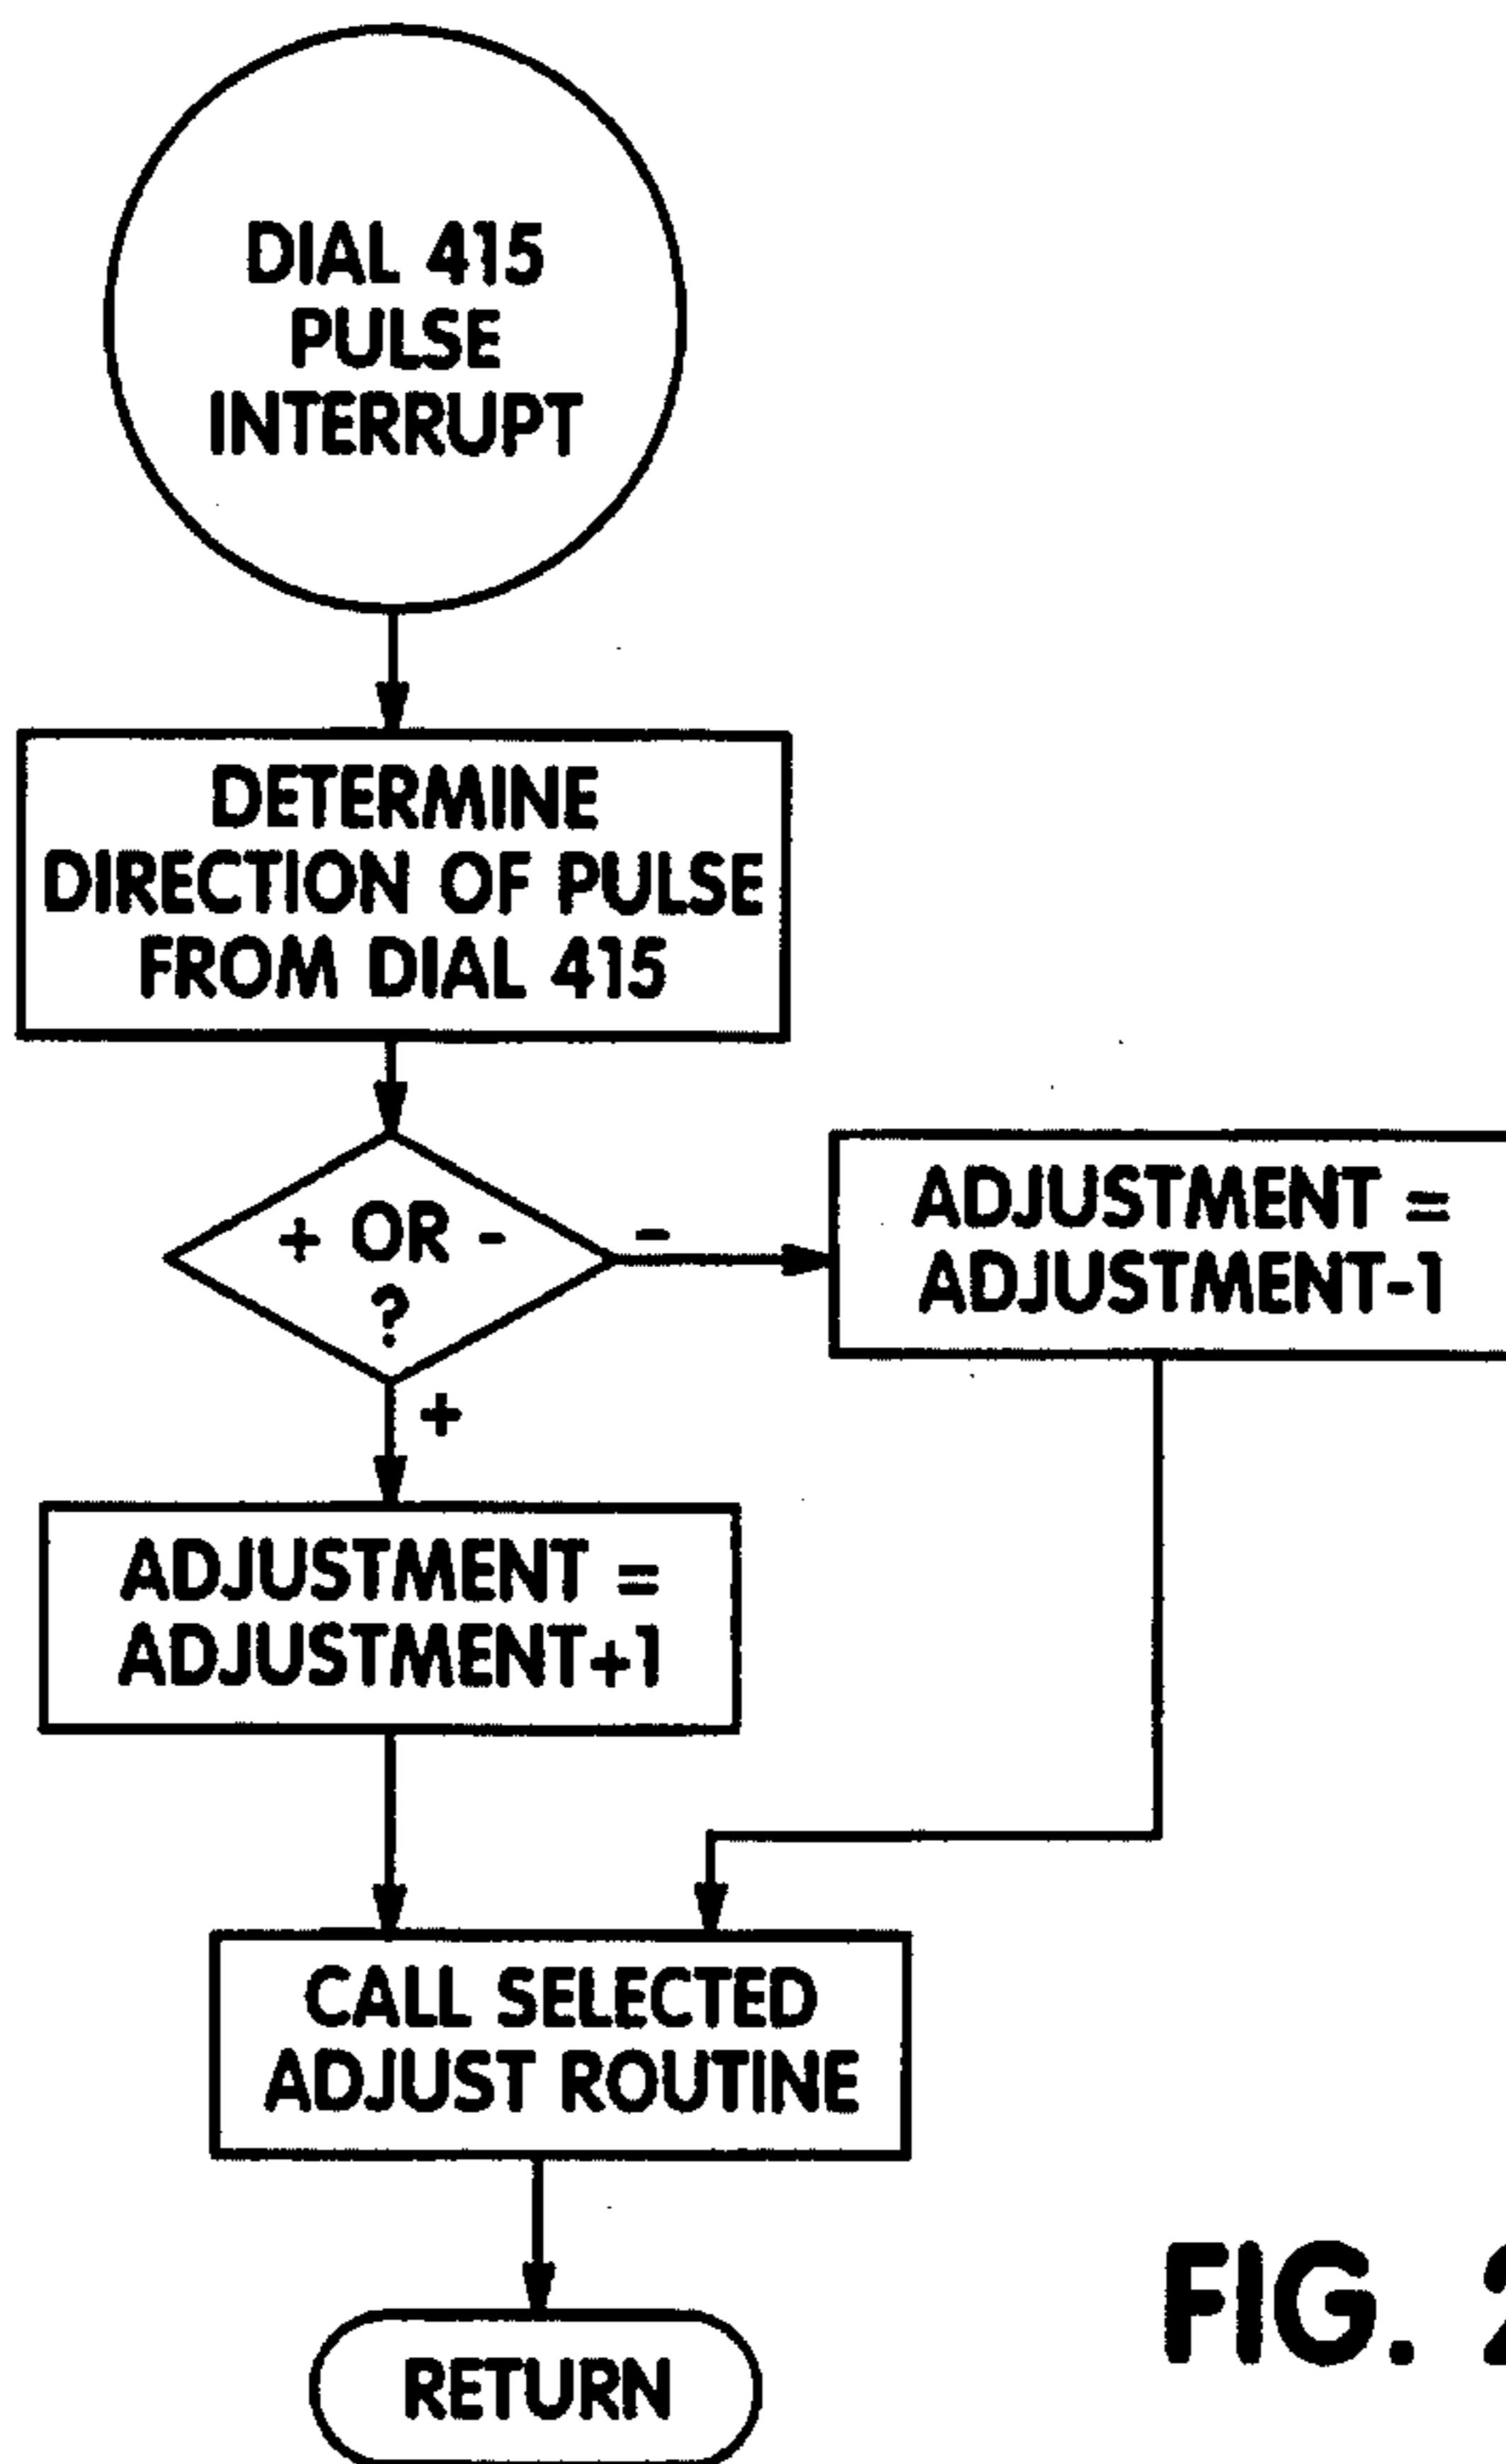 DIAL 415
PULSE
INTERRUPT
DETERMINE
DIRECTION OF PULSE
FROM DIAL 415
+ OR -
?
-
ADJUSTMENT =
ADJUSTMENT-1
+
ADJUSTMENT =
ADJUSTMENT+1
CALL SELECTED
ADJUST ROUTINE
RETURN
FIG.